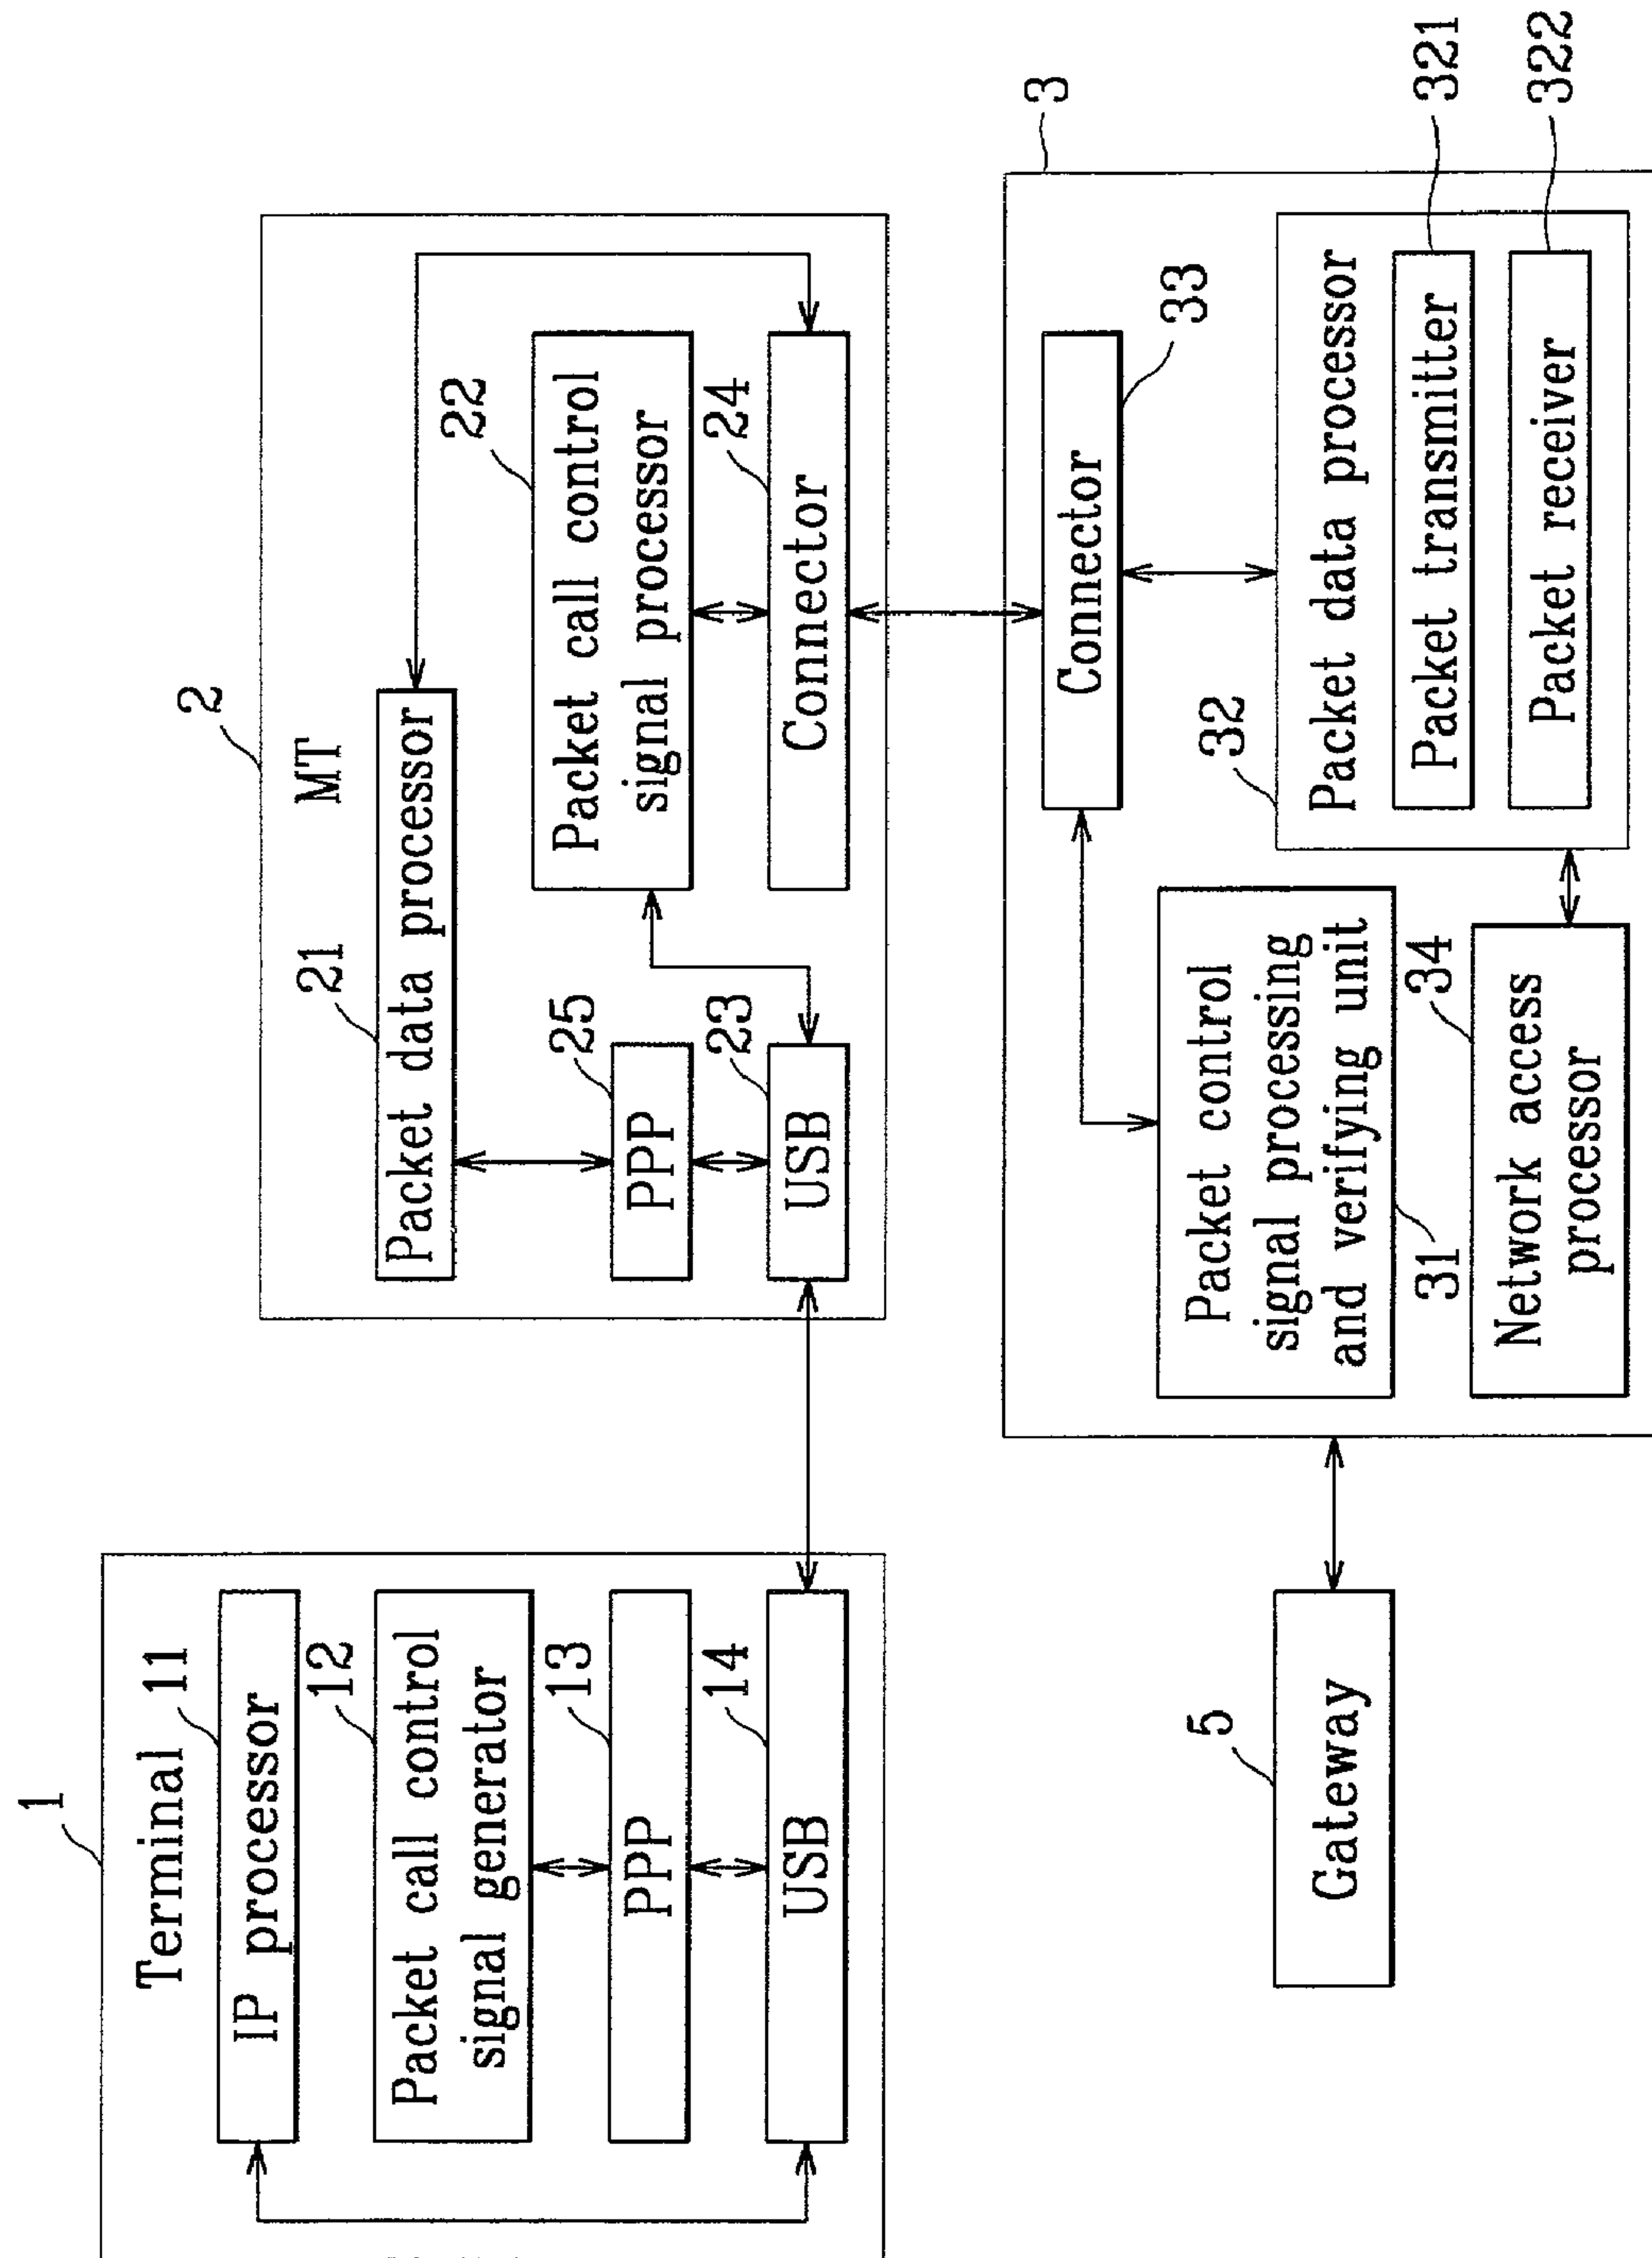 1
Terminal
11
IP processor
12
Packet call control
signal generator
13
PPP
14
USB
2
MT
21
Packet data processor
22
Packet call control
signal processor
25
PPP
23
USB
24
Connector
3
Connector
33
Packet control
signal processing
and verifying unit
31
32
Packet data processor
Packet transmitter
321
Packet receiver
322
34
Network access
processor
5
Gateway